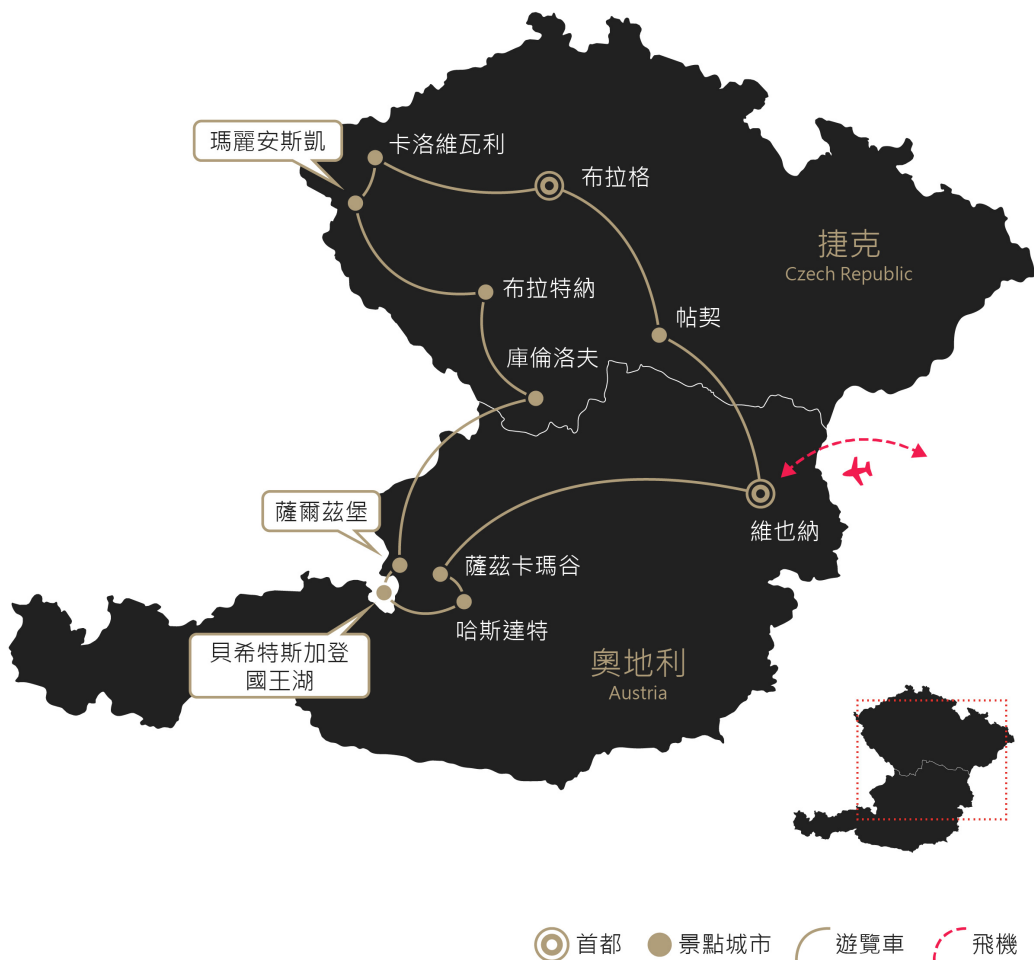 瑪麗安斯凱
卡洛維瓦利
布拉格
捷克
Czech Republic
布拉特納
帖契
庫倫洛夫
薩爾茲堡
維也納
薩茲卡瑪谷
哈斯達特
貝希特斯加登
國王湖
奧地利
Austria
首都
景點城市
遊覽車
飛機